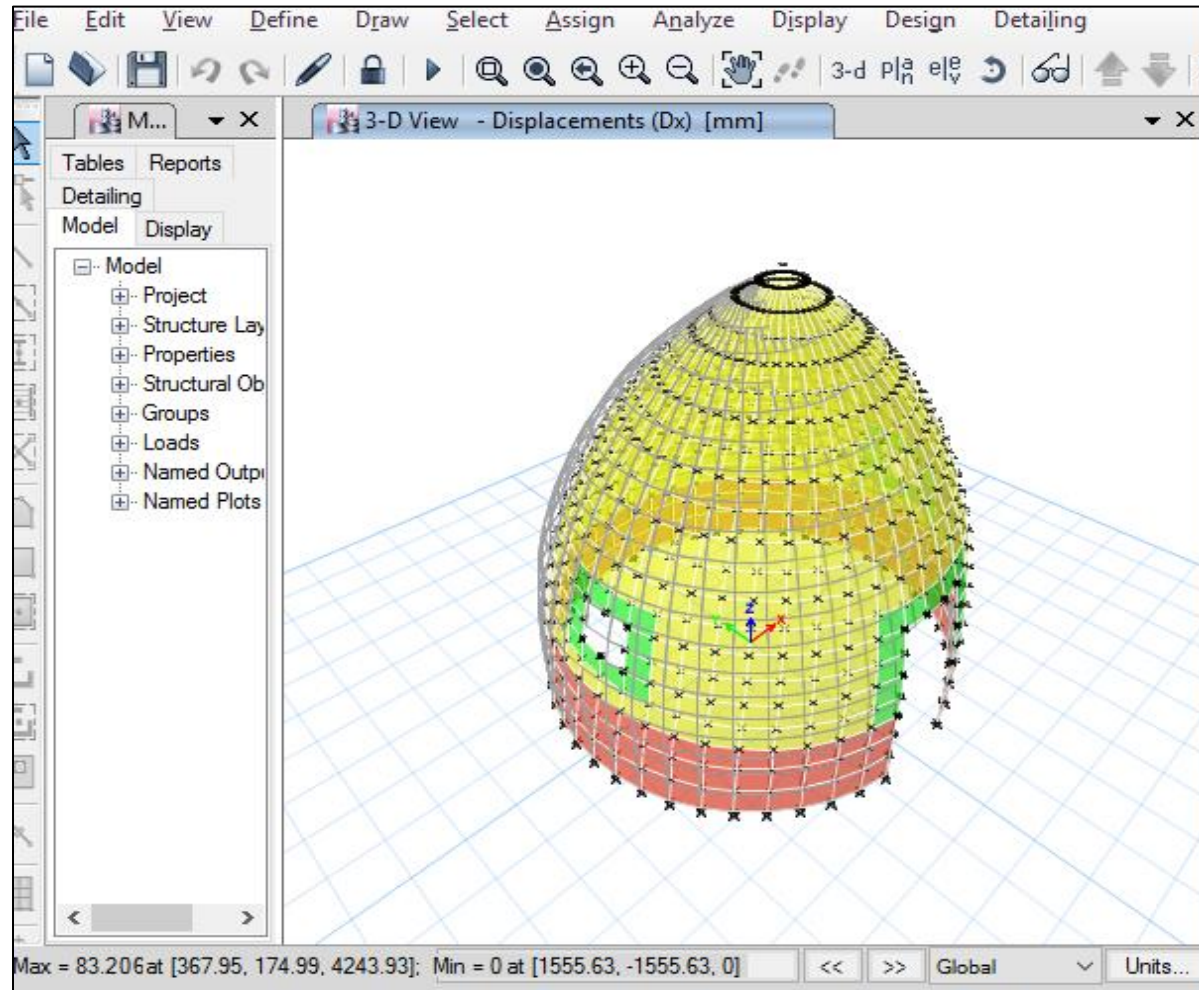 File Edit View Define Draw Select Assign Analyze Display Design Detailing
3-d
M... 3-D View - Displacements (Dx) [mm]
Tables Reports
Detailing
Model Display
Model
Project
Structure Lay
Properties
Structural Ob
Groups
Loads
Named Outpu
Named Plots
Z
X
Max = 83.206at [367.95, 174.99, 4243.93]; Min = 0 at [1555.63, -1555.63, 0] << >> Global Units...